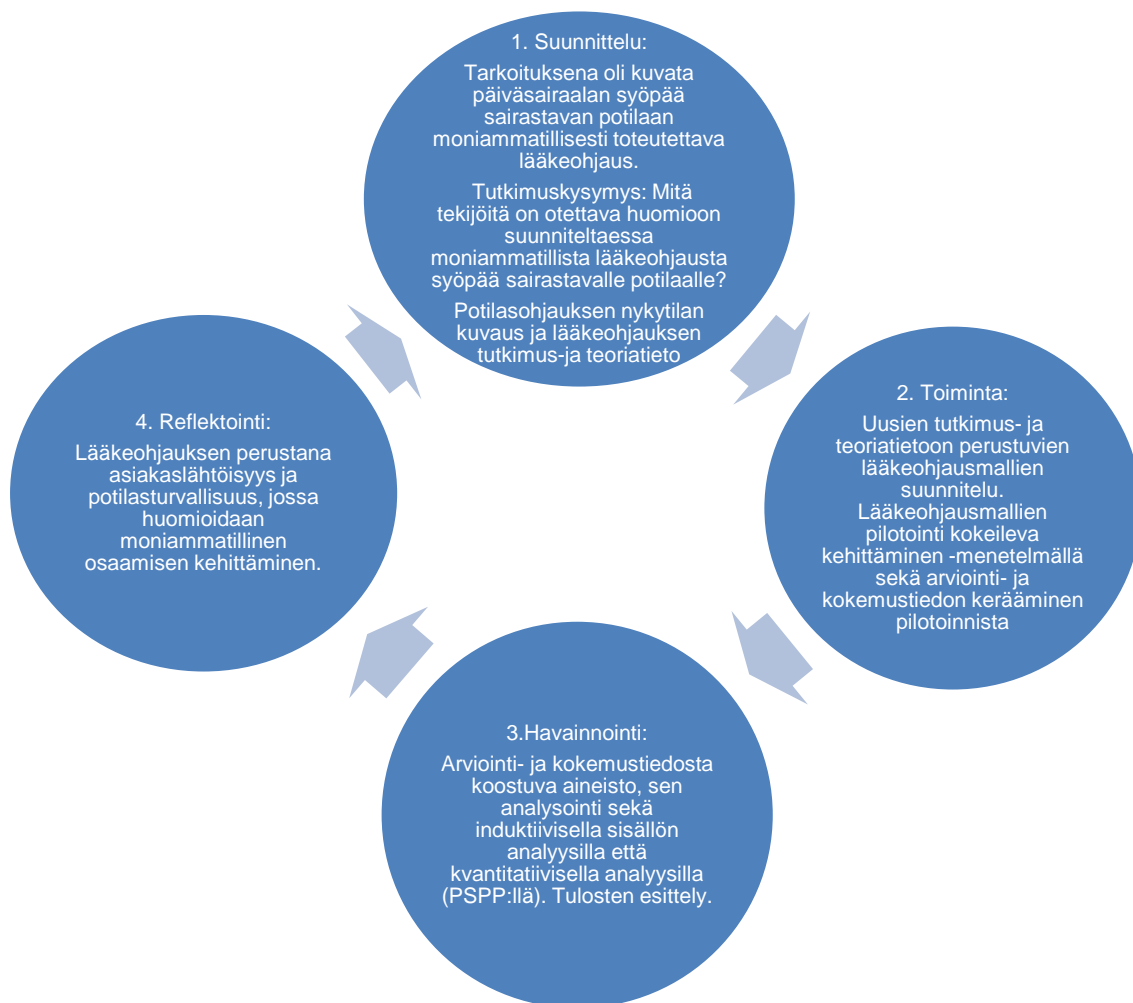 1. Suunnittelu:
Tarkoituksena oli kuvata
päiväsairaalan syöpää
sairastavan potilaan
moniammatillisesti toteutettava
lääkeohjaus.
Tutkimuskysymys: Mitä
tekijöitä on otettava huomioon
suunniteltaessa
moniammatillista lääkeohjausta
syöpää sairastavalle potilaalle?
Potilasohjauksen nykytilan
kuvaus ja lääkeohjauksen
tutkimus-ja teoriatieto
2. Toiminta:
Uusien tutkimus- ja
teoriatietoon perustuvien
lääkeohjausmallien
suunnitelu.
Lääkeohjausmallien
pilotointi kokeileva
kehittäminen -menetelmällä
sekä arviointi- ja
kokemustiedon kerääminen
pilotoinnista
3.Havainnointi:
Arviointi- ja kokemustiedosta
koostuva aineisto, sen
analysointi sekä
induktiivisella sisällön
analyysilla että
kvantitatiivisella analyysilla
(PSPP:llä). Tulosten esittely.
4. Reflektointi:
Lääkeohjauksen perustana
asiakaslähtöisyys ja
potilasturvallisuus, jossa
huomioidaan
moniammatillinen
osaamisen kehittäminen.